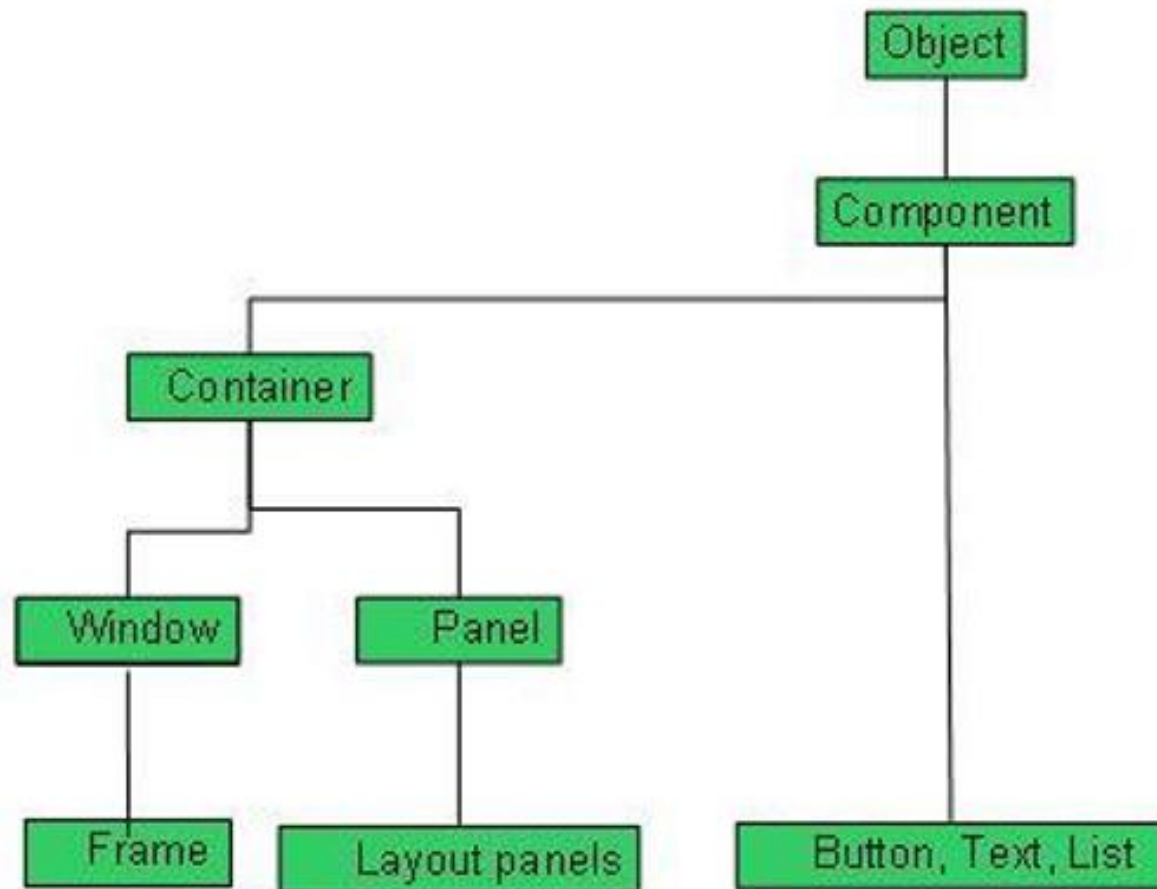 Object
Component
Container
Window
Panel
Frame
Layout panels
Button, Text, List